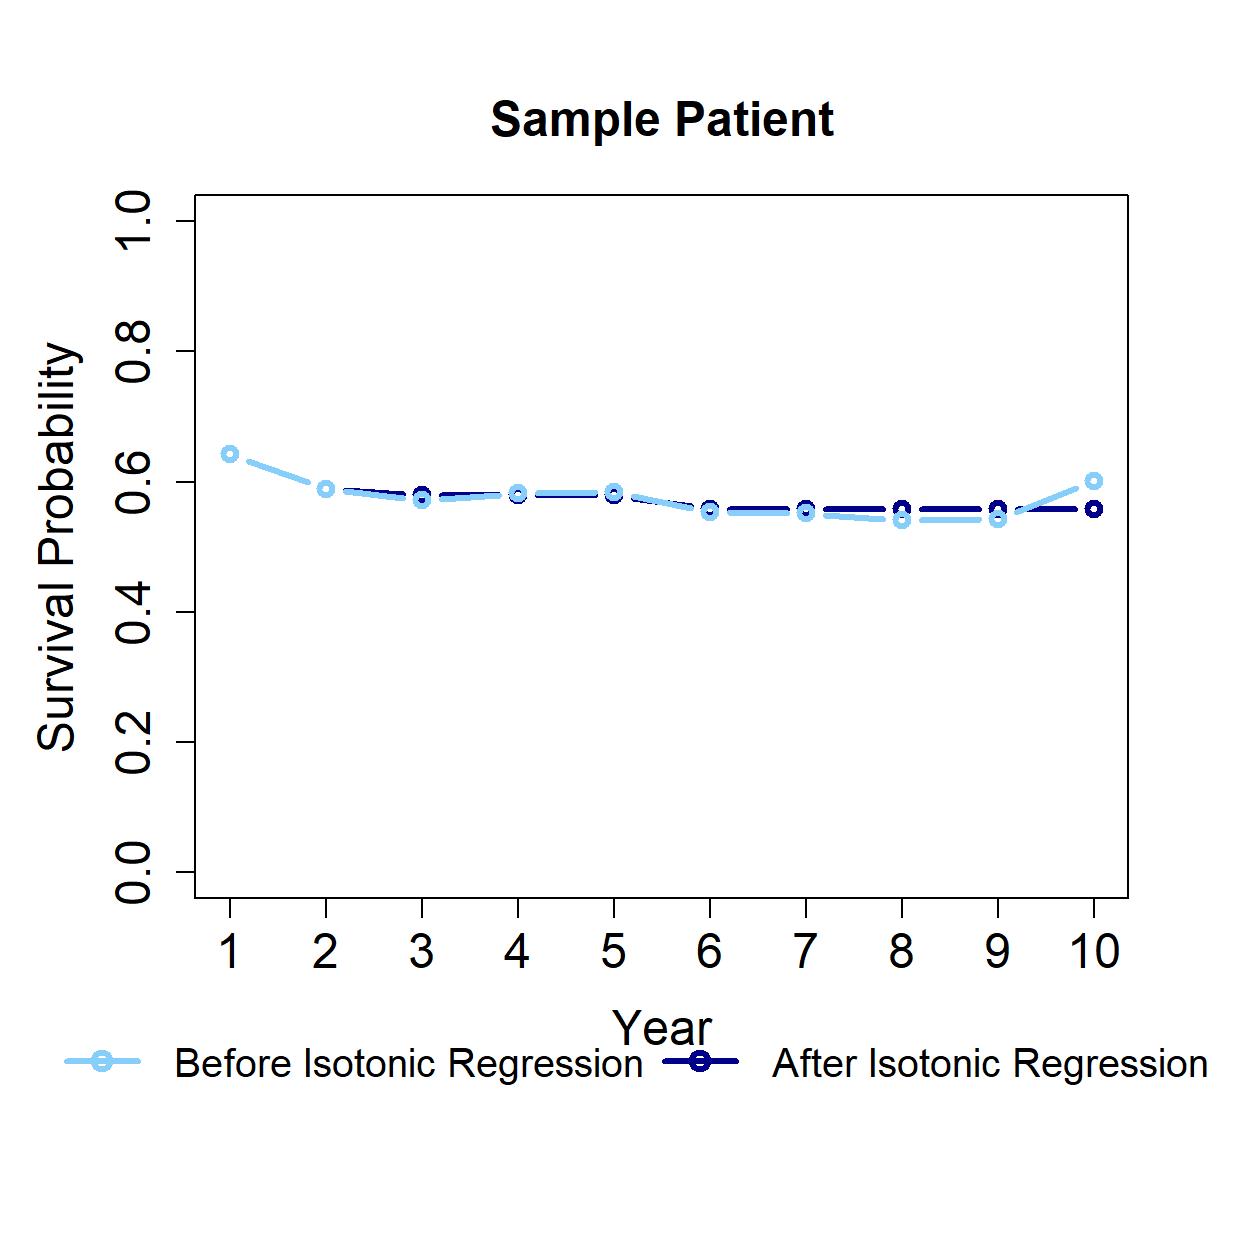 Sample Patient
Survival Probability
1.0
0.8
0.6
0.4
0.2
0.0
1 2 3 4 5 6 7 8 9 10
Year
Before Isotonic Regression After Isotonic Regression